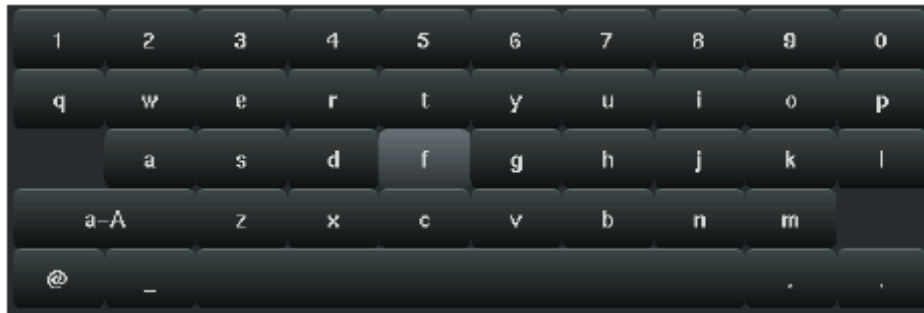 1 2 3 4 5 6 7 8 9 0
q w e r t y u i o p
a s d f g h j k l
a-A z x c v b n m
@ _